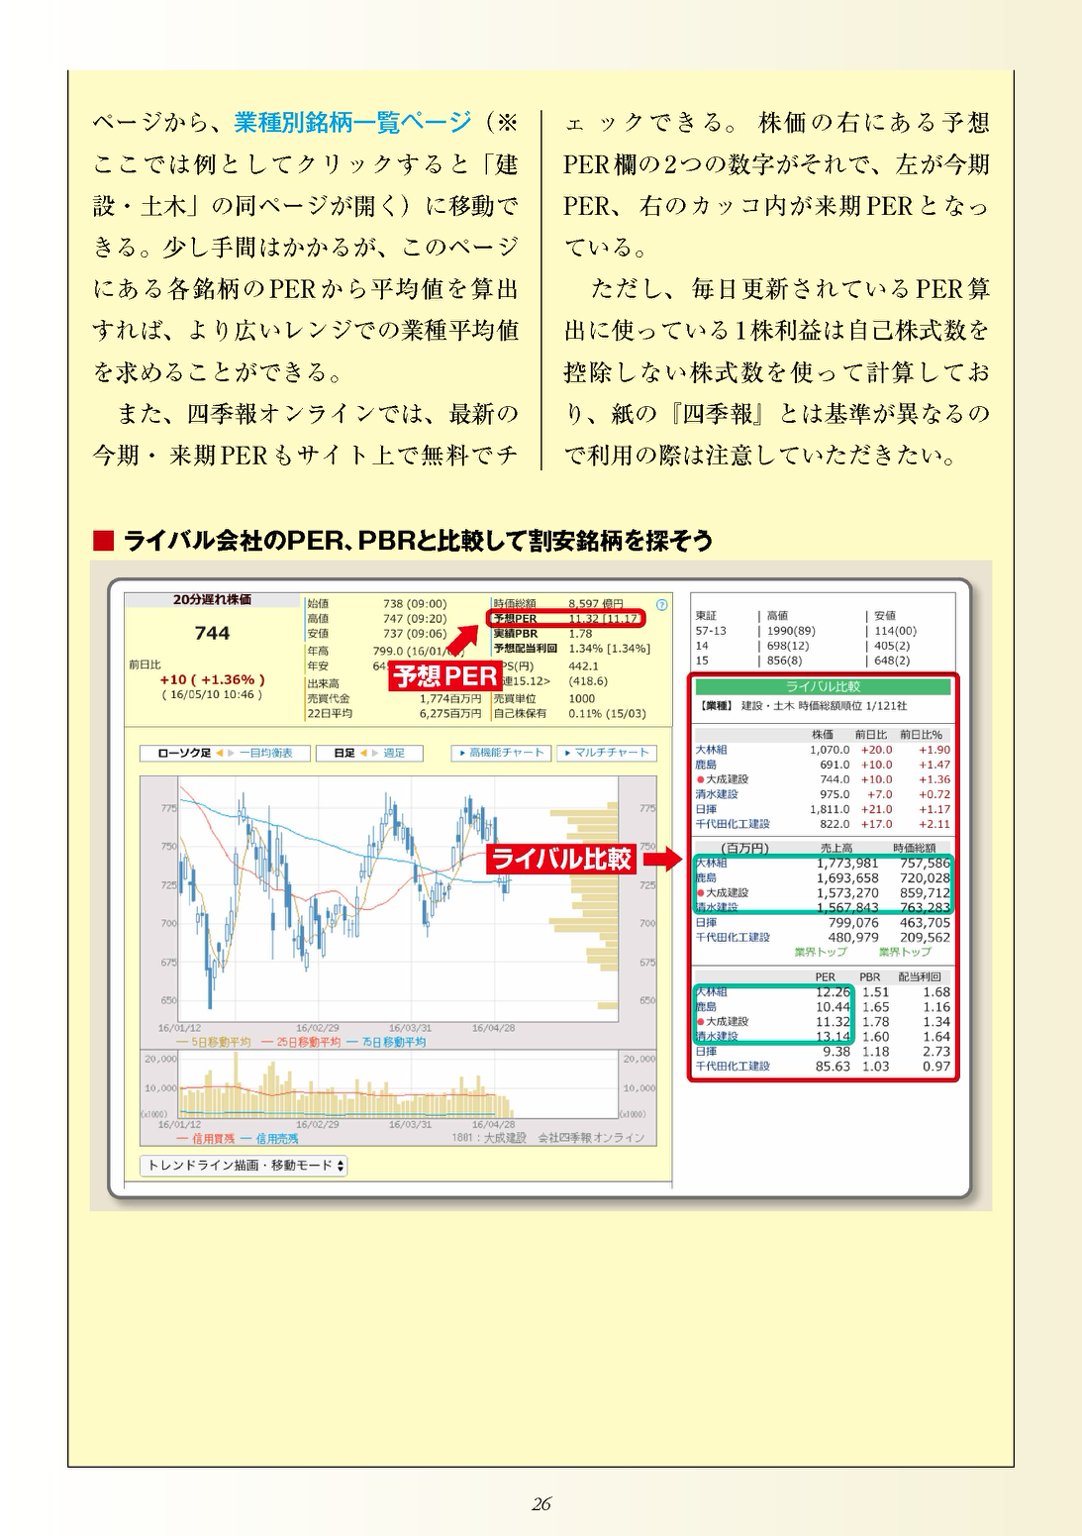 ページから、業種別銘柄一覧ページ（※
ここでは例としてクリックすると「建
設・土木」の同ページが開く）に移動で
きる。少し手間はかかるが、このページ
にある各銘柄のPERから平均値を算出
すれば、より広いレンジでの業種平均値
を求めることができる。
また、四季報オンラインでは、最新の
今期・来期PERもサイト上で無料でチ
ェックできる。株価の右にある予想
PER欄の2つの数字がそれで、左が今期
PER、右のカッコ内が来期PERとなっ
ている。
ただし、毎日更新されているPER算
出に使っている1株利益は自己株式数を
控除しない株式数を使って計算してお
り、紙の『四季報』とは基準が異なるの
で利用の際は注意していただきたい。
■ ライバル会社のPER、PBRと比較して割安銘柄を探そう
20分遅れ株価
744
前日比
+10 ( +1.36% )
( 16/05/10 10:46 )
始値 738 (09:00)
高値 747 (09:20)
安値 737 (09:06)
年高 799.0 (16/01/
年安 64
出来高
売買代金 1,774百万円
22日平均 6,275百万円
時価総額 8,597 億円
予想PER 11.32 [11.17]
実績PBR 1.78
予想配当利回 1.34% [1.34%]
PS(円) 442.1
連15.12> (418.6)
売買単位 1000
自己株保有 0.11% (15/03)
予想PER
ローソク足 ◀ ▶ 一目均衡表
日足 ◀ ▶ 週足
▶ 高機能チャート
▶ マルチチャート
775 775
750
725 725
700 700
675 675
650 650
16/01/12 16/02/29 16/03/31 16/04/28
5日移動平均 25日移動平均 75日移動平均
20,000 20,000
10,000 10,000
(x1000) (x1000)
16/01/12 16/02/29 16/03/31 16/04/28
信用買残 信用売残 1801：大成建設 会社四季報オンライン
トレンドライン描画・移動モード
ライバル比較
東証 | 高値 | 安値
57-13 | 1990(89) | 114(00)
14 | 698(12) | 405(2)
15 | 856(8) | 648(2)
ライバル比較
【業種】 建設・土木 時価総額順位 1/121社
株価 前日比 前日比%
大林組 1,070.0 +20.0 +1.90
鹿島 691.0 +10.0 +1.47
●大成建設 744.0 +10.0 +1.36
清水建設 975.0 +7.0 +0.72
日揮 1,811.0 +21.0 +1.17
千代田化工建設 822.0 +17.0 +2.11
(百万円) 売上高 時価総額
大林組 1,773,981 757,586
鹿島 1,693,658 720,028
●大成建設 1,573,270 859,712
清水建設 1,567,843 763,283
日揮 799,076 463,705
千代田化工建設 480,979 209,562
業界トップ 業界トップ
PER PBR 配当利回
大林組 12.26 1.51 1.68
鹿島 10.44 1.65 1.16
●大成建設 11.32 1.78 1.34
清水建設 13.14 1.60 1.64
日揮 9.38 1.18 2.73
千代田化工建設 85.63 1.03 0.97
26